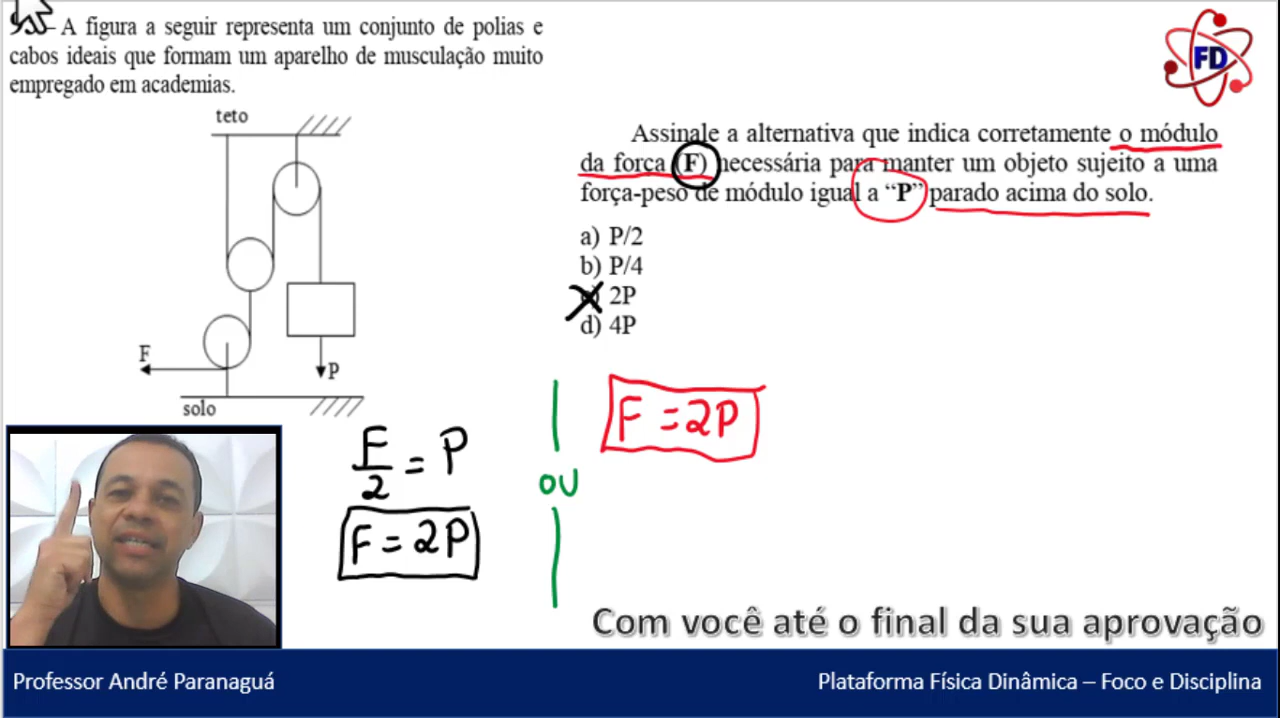 – A figura a seguir representa um conjunto de polias e
cabos ideais que formam um aparelho de musculação muito
empregado em academias.
teto
F
P
solo
FD
Assinale a alternativa que indica corretamente o módulo
da força (F) necessária para manter um objeto sujeito a uma
força-peso de módulo igual a “P” parado acima do solo.
a) P/2
b) P/4
2P
d) 4P
F/2 = P
F = 2P
OU
F = 2P
Com você até o final da sua aprovação
Professor André Paranaguá
Plataforma Física Dinâmica – Foco e Disciplina